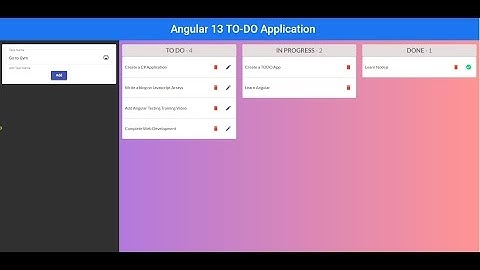 Angular 13 TO-DO Application
Task Name
Go to Gym
Add Task Name
Add
TO DO - 4
Create a C# Application
Write a blog on Javascript Arrays
Add Angular Testing Training Video
Complete Web Development
IN PROGRESS - 2
Create a TODO App
Learn Angular
DONE - 1
Learn Node js